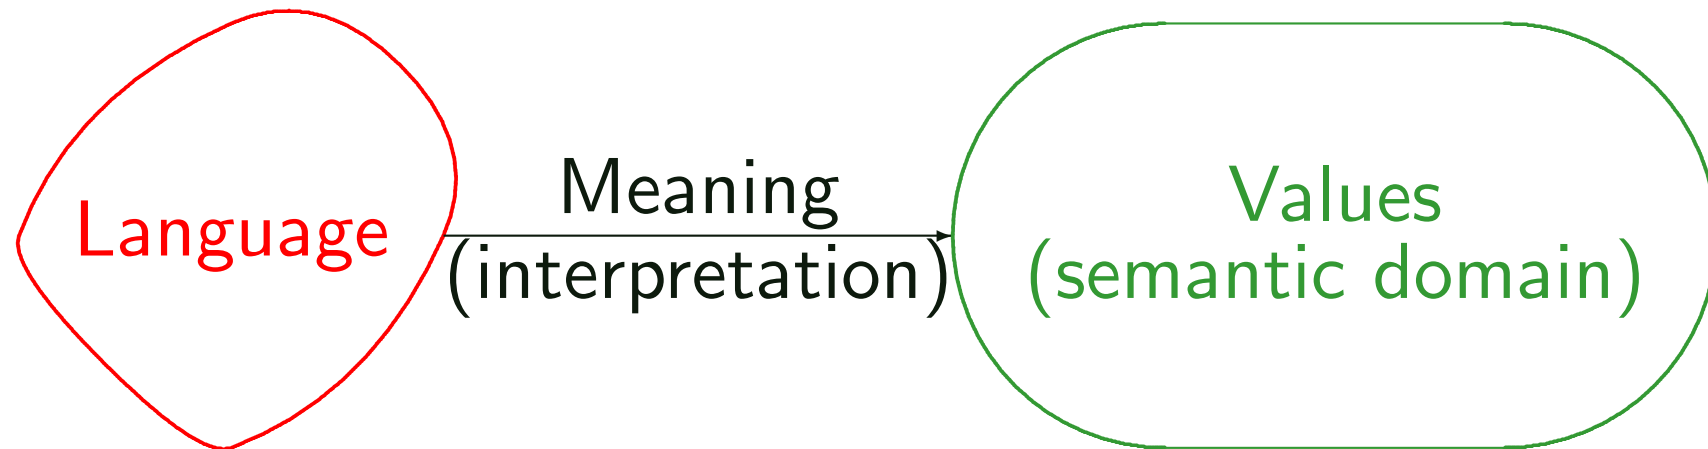 Language
Meaning
(interpretation)
Values
(semantic domain)